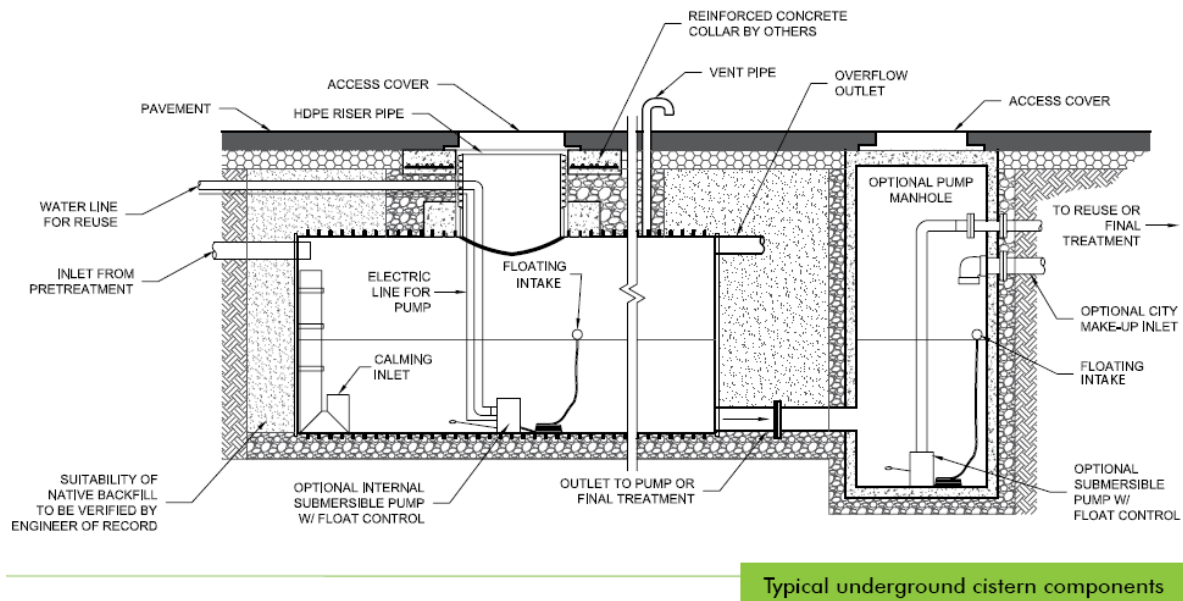 REINFORCED CONCRETE
COLLAR BY OTHERS
VENT PIPE
OVERFLOW
OUTLET
ACCESS COVER
ACCESS COVER
PAVEMENT
HDPE RISER PIPE
OPTIONAL PUMP
MANHOLE
WATER LINE
FOR REUSE
TO REUSE OR
FINAL
TREATMENT
INLET FROM
PRETREATMENT
ELECTRIC
LINE FOR
PUMP
FLOATING
INTAKE
OPTIONAL CITY
MAKE-UP INLET
CALMING
INLET
FLOATING
INTAKE
SUITABILITY OF
NATIVE BACKFILL
TO BE VERIFIED BY
ENGINEER OF RECORD
OPTIONAL INTERNAL
SUBMERSIBLE PUMP
W/ FLOAT CONTROL
OUTLET TO PUMP OR
FINAL TREATMENT
OPTIONAL
SUBMERSIBLE
PUMP W/
FLOAT CONTROL
Typical underground cistern components